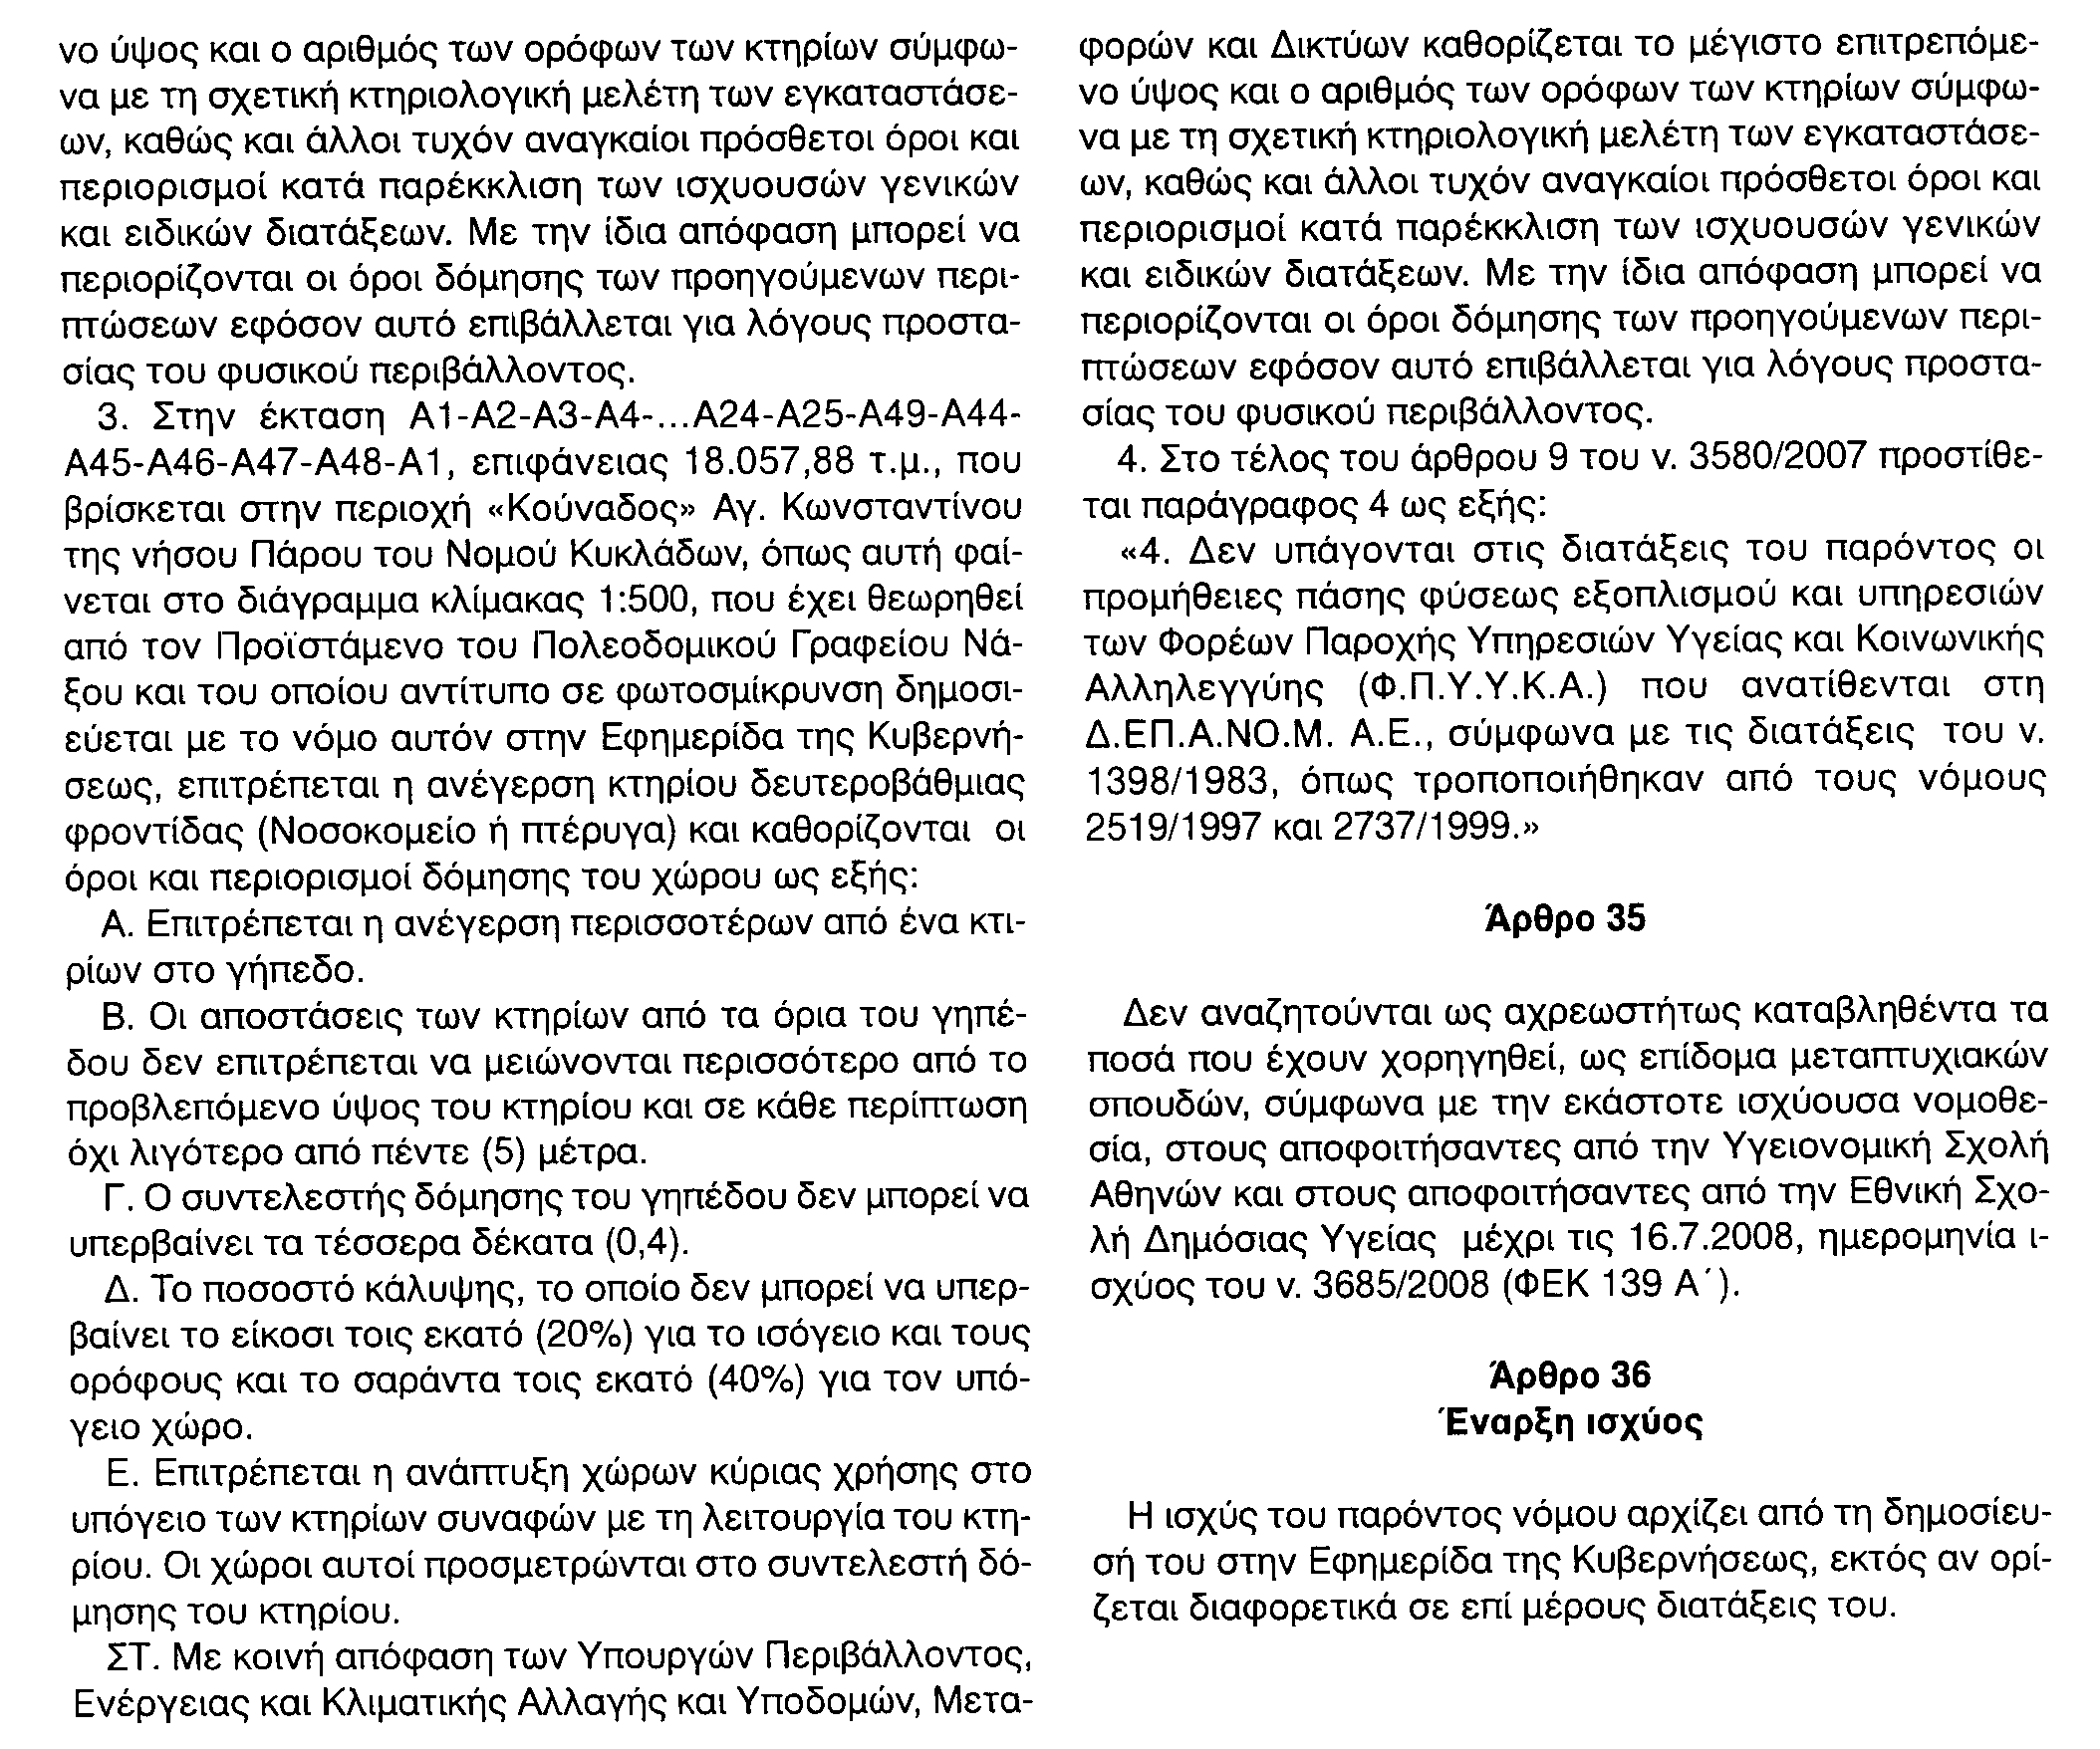 νο ύψος και ο αριθμός των ορόφων των κτηρίων σύμφω-
να με τη σχετική κτηριολογική μελέτη των εγκαταστάσε-
ων, καθώς και άλλοι τυχόν αναγκαίοι πρόσθετοι όροι και
περιορισμοί κατά παρέκκλιση των ισχυουσών γενικών
και ειδικών διατάξεων. Με την ίδια απόφαση μπορεί να
περιορίζονται οι όροι δόμησης των προηγούμενων περι-
πτώσεων εφόσον αυτό επιβάλλεται για λόγους προστα-
σίας του φυσικού περιβάλλοντος.
3. Στην έκταση Α1-Α2-Α3-Α4-...Α24-Α25-Α49-Α44-
Α45-Α46-Α47-Α48-Α1, επιφάνειας 18.057,88 τ.μ., που
βρίσκεται στην περιοχή «Κούναδος» Αγ. Κωνσταντίνου
της νήσου Πάρου του Νομού Κυκλάδων, όπως αυτή φαί-
νεται στο διάγραμμα κλίμακας 1:500, που έχει θεωρηθεί
από τον Προϊστάμενο του Πολεοδομικού Γραφείου Νά-
ξου και του οποίου αντίτυπο σε φωτοσμίκρυνση δημοσι-
εύεται με το νόμο αυτόν στην Εφημερίδα της Κυβερνή-
σεως, επιτρέπεται η ανέγερση κτηρίου δευτεροβάθμιας
φροντίδας (Νοσοκομείο ή πτέρυγα) και καθορίζονται οι
όροι και περιορισμοί δόμησης του χώρου ως εξής:
Α. Επιτρέπεται η ανέγερση περισσοτέρων από ένα κτι-
ρίων στο γήπεδο.
Β. Οι αποστάσεις των κτηρίων από τα όρια του γηπέ-
δου δεν επιτρέπεται να μειώνονται περισσότερο από το
προβλεπόμενο ύψος του κτηρίου και σε κάθε περίπτωση
όχι λιγότερο από πέντε (5) μέτρα.
Γ. Ο συντελεστής δόμησης του γηπέδου δεν μπορεί να
υπερβαίνει τα τέσσερα δέκατα (0,4).
Δ. Το ποσοστό κάλυψης, το οποίο δεν μπορεί να υπερ-
βαίνει το είκοσι τοις εκατό (20%) για το ισόγειο και τους
ορόφους και το σαράντα τοις εκατό (40%) για τον υπό-
γειο χώρο.
Ε. Επιτρέπεται η ανάπτυξη χώρων κύριας χρήσης στο
υπόγειο των κτηρίων συναφών με τη λειτουργία του κτη-
ρίου. Οι χώροι αυτοί προσμετρώνται στο συντελεστή δό-
μησης του κτηρίου.
ΣΤ. Με κοινή απόφαση των Υπουργών Περιβάλλοντος,
Ενέργειας και Κλιματικής Αλλαγής και Υποδομών, Μετα-
φορών και Δικτύων καθορίζεται το μέγιστο επιτρεπόμε-
νο ύψος και ο αριθμός των ορόφων των κτηρίων σύμφω-
να με τη σχετική κτηριολογική μελέτη των εγκαταστάσε-
ων, καθώς και άλλοι τυχόν αναγκαίοι πρόσθετοι όροι και
περιορισμοί κατά παρέκκλιση των ισχυουσών γενικών
και ειδικών διατάξεων. Με την ίδια απόφαση μπορεί να
περιορίζονται οι όροι δόμησης των προηγούμενων περι-
πτώσεων εφόσον αυτό επιβάλλεται για λόγους προστα-
σίας του φυσικού περιβάλλοντος.
4. Στο τέλος του άρθρου 9 του ν. 3580/2007 προστίθε-
ται παράγραφος 4 ως εξής:
«4. Δεν υπάγονται στις διατάξεις του παρόντος οι
προμήθειες πάσης φύσεως εξοπλισμού και υπηρεσιών
των Φορέων Παροχής Υπηρεσιών Υγείας και Κοινωνικής
Αλληλεγγύης (Φ.Π.Υ.Υ.Κ.Α.) που ανατίθενται στη
Δ.ΕΠ.Α.ΝΟ.Μ. Α.Ε., σύμφωνα με τις διατάξεις του ν.
1398/1983, όπως τροποποιήθηκαν από τους νόμους
2519/1997 και 2737/1999.»
Άρθρο 35
Δεν αναζητούνται ως αχρεωστήτως καταβληθέντα τα
ποσά που έχουν χορηγηθεί, ως επίδομα μεταπτυχιακών
σπουδών, σύμφωνα με την εκάστοτε ισχύουσα νομοθε-
σία, στους αποφοιτήσαντες από την Υγειονομική Σχολή
Αθηνών και στους αποφοιτήσαντες από την Εθνική Σχο-
λή Δημόσιας Υγείας μέχρι τις 16.7.2008, ημερομηνία ι-
σχύος του ν. 3685/2008 (ΦΕΚ 139 Α΄).
Άρθρο 36
Έναρξη ισχύος
Η ισχύς του παρόντος νόμου αρχίζει από τη δημοσίευ-
σή του στην Εφημερίδα της Κυβερνήσεως, εκτός αν ορί-
ζεται διαφορετικά σε επί μέρους διατάξεις του.